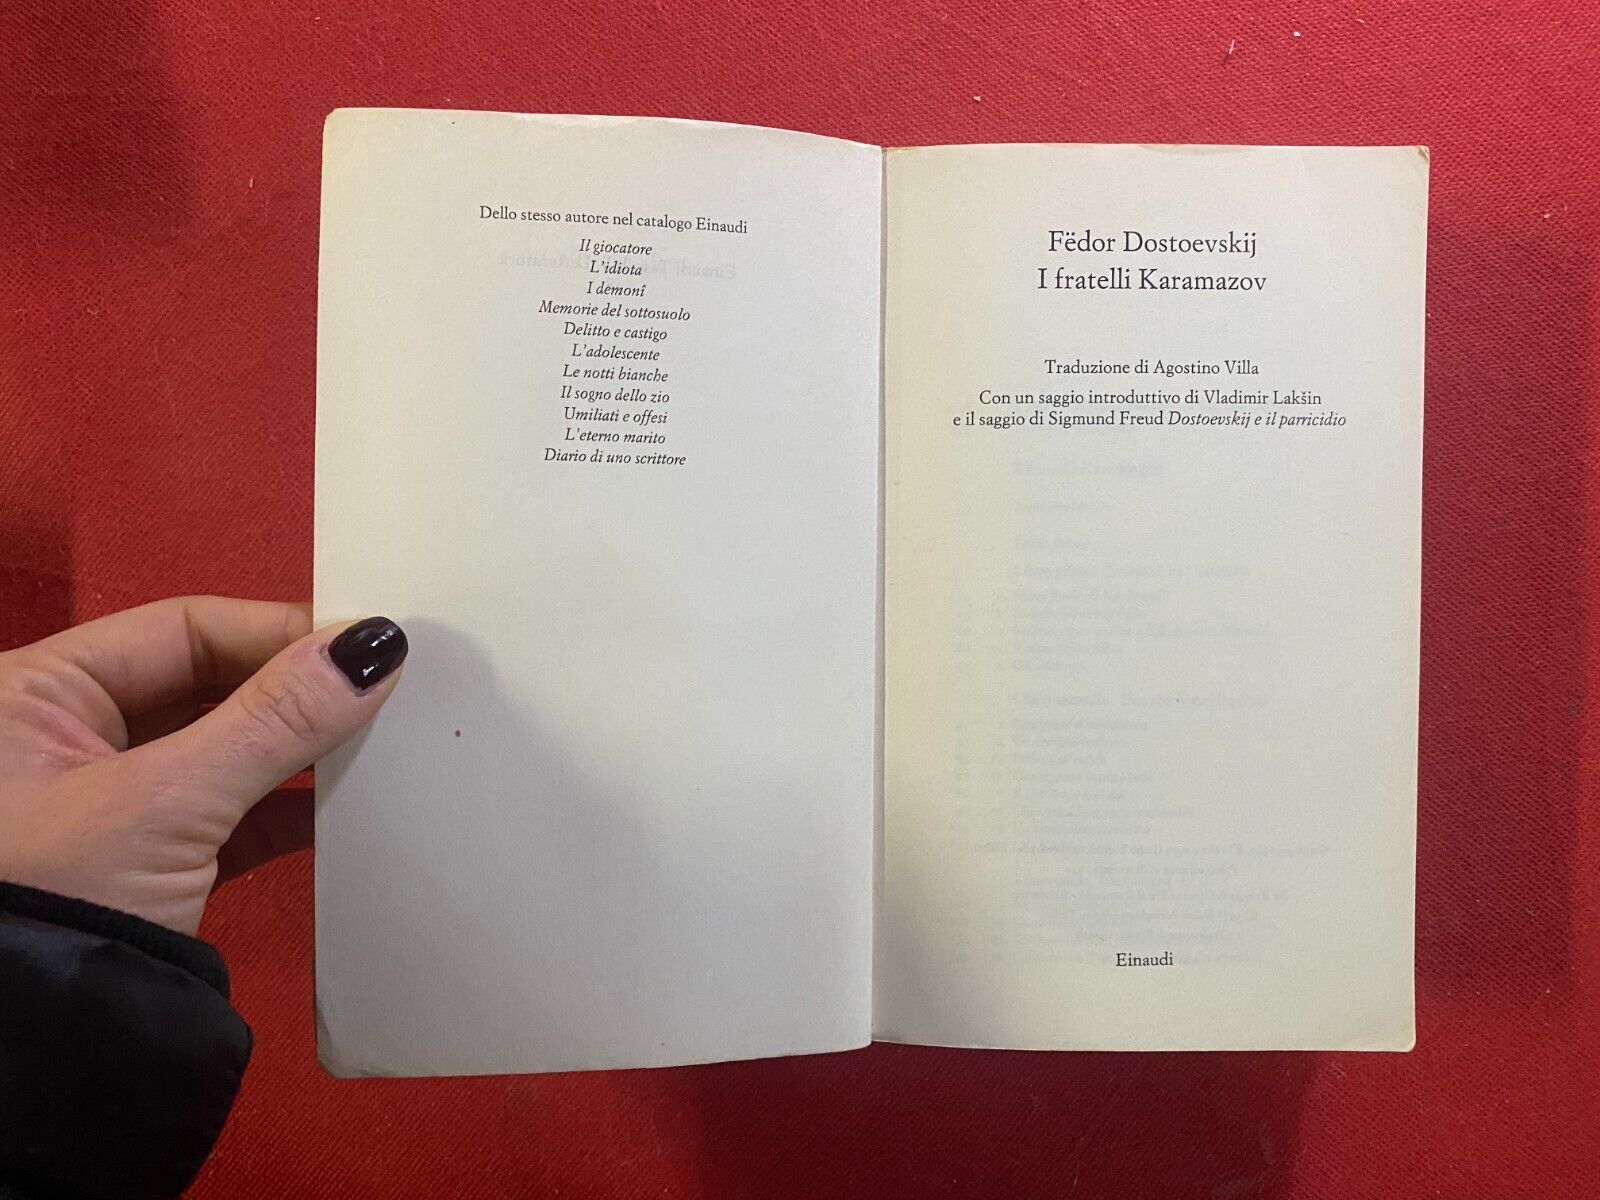 Dello stesso autore nel catalogo Einaudi
Il giocatore
L'idiota
I demonî
Memorie del sottosuolo
Delitto e castigo
L'adolescente
Le notti bianche
Il sogno dello zio
Umiliati e offesi
L'eterno marito
Diario di uno scrittore
Fëdor Dostoevskij
I fratelli Karamazov
Traduzione di Agostino Villa
Con un saggio introduttivo di Vladimir Lakšin
e il saggio di Sigmund Freud Dostoevskij e il parricidio
Einaudi